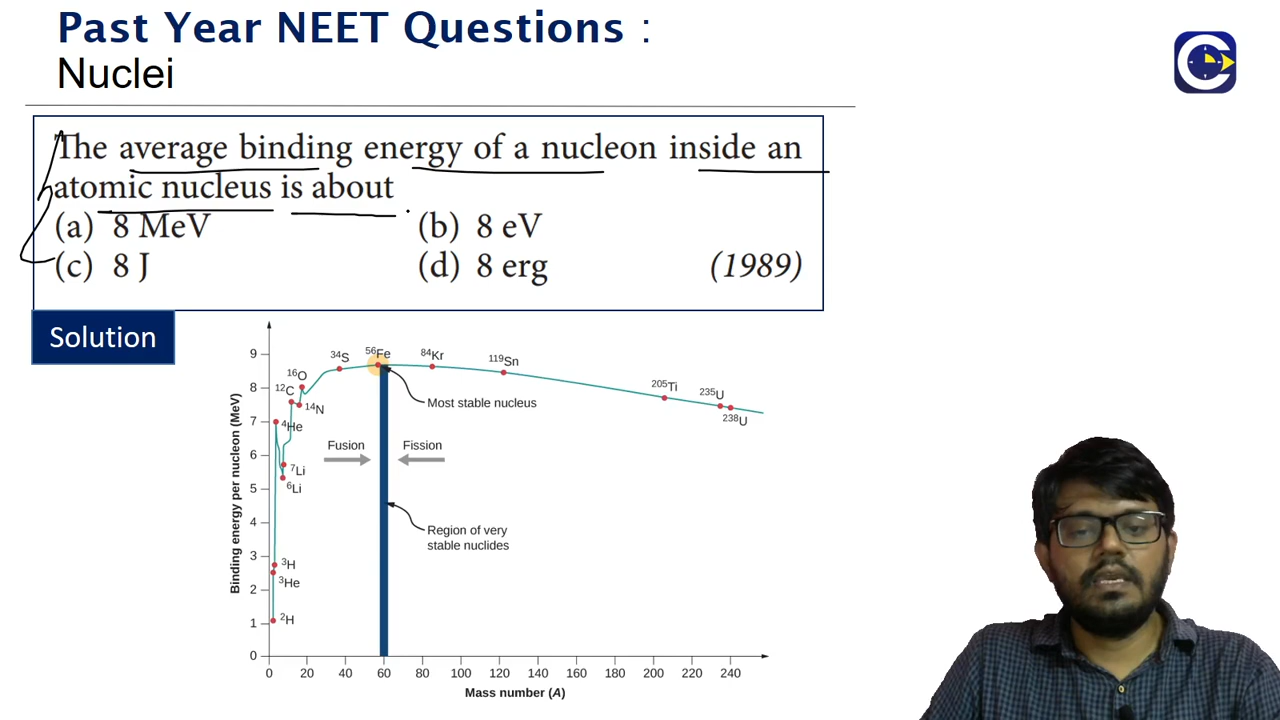 Past Year NEET Questions :
Nuclei
The average binding energy of a nucleon inside an
atomic nucleus is about .
(a) 8 MeV (b) 8 eV
(c) 8 J (d) 8 erg (1989)
Solution
Binding energy per nucleon (MeV)
9
8
7
6
5
4
3
2
1
0
34S
56Fe
84Kr
119Sn
16O
12C
14N
205Ti
235U
238U
Most stable nucleus
4He
Fusion
Fission
7Li
6Li
Region of very
stable nuclides
3H
3He
2H
0 20 40 60 80 100 120 140 160 180 200 220 240
Mass number (A)